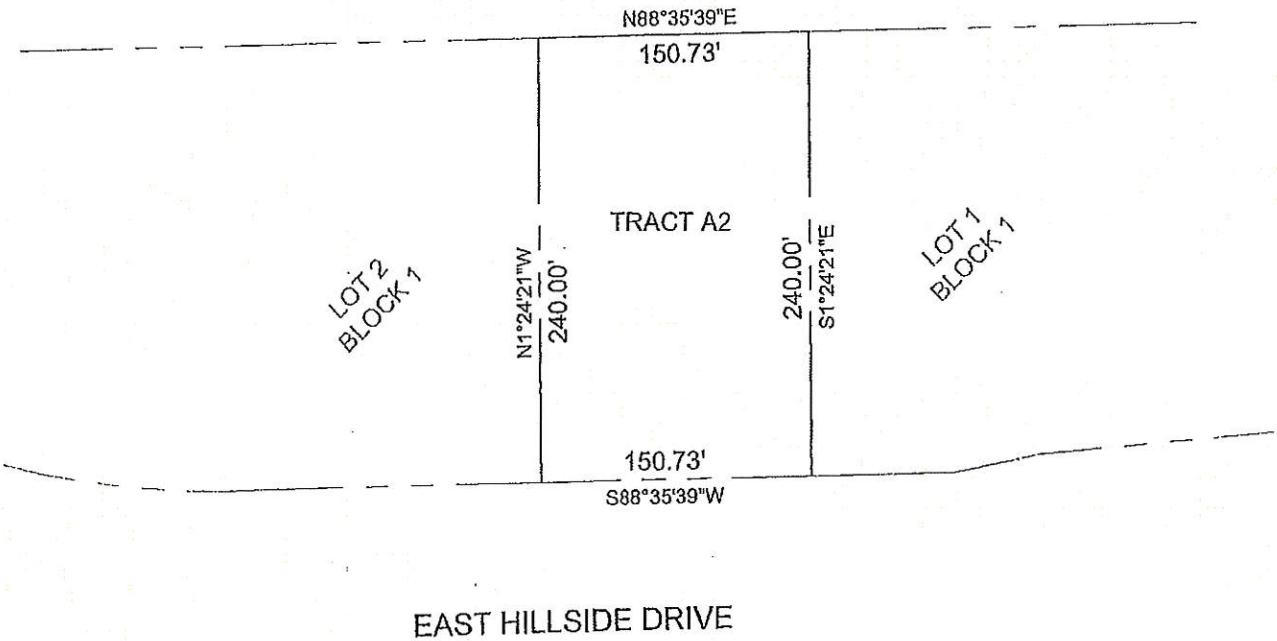 N88°35'39"E
150.73'
TRACT A2
LOT 2
BLOCK 1
N1°24'21"W
240.00'
240.00'
S1°24'21"E
LOT 1
BLOCK 1
150.73'
S88°35'39"W
EAST HILLSIDE DRIVE